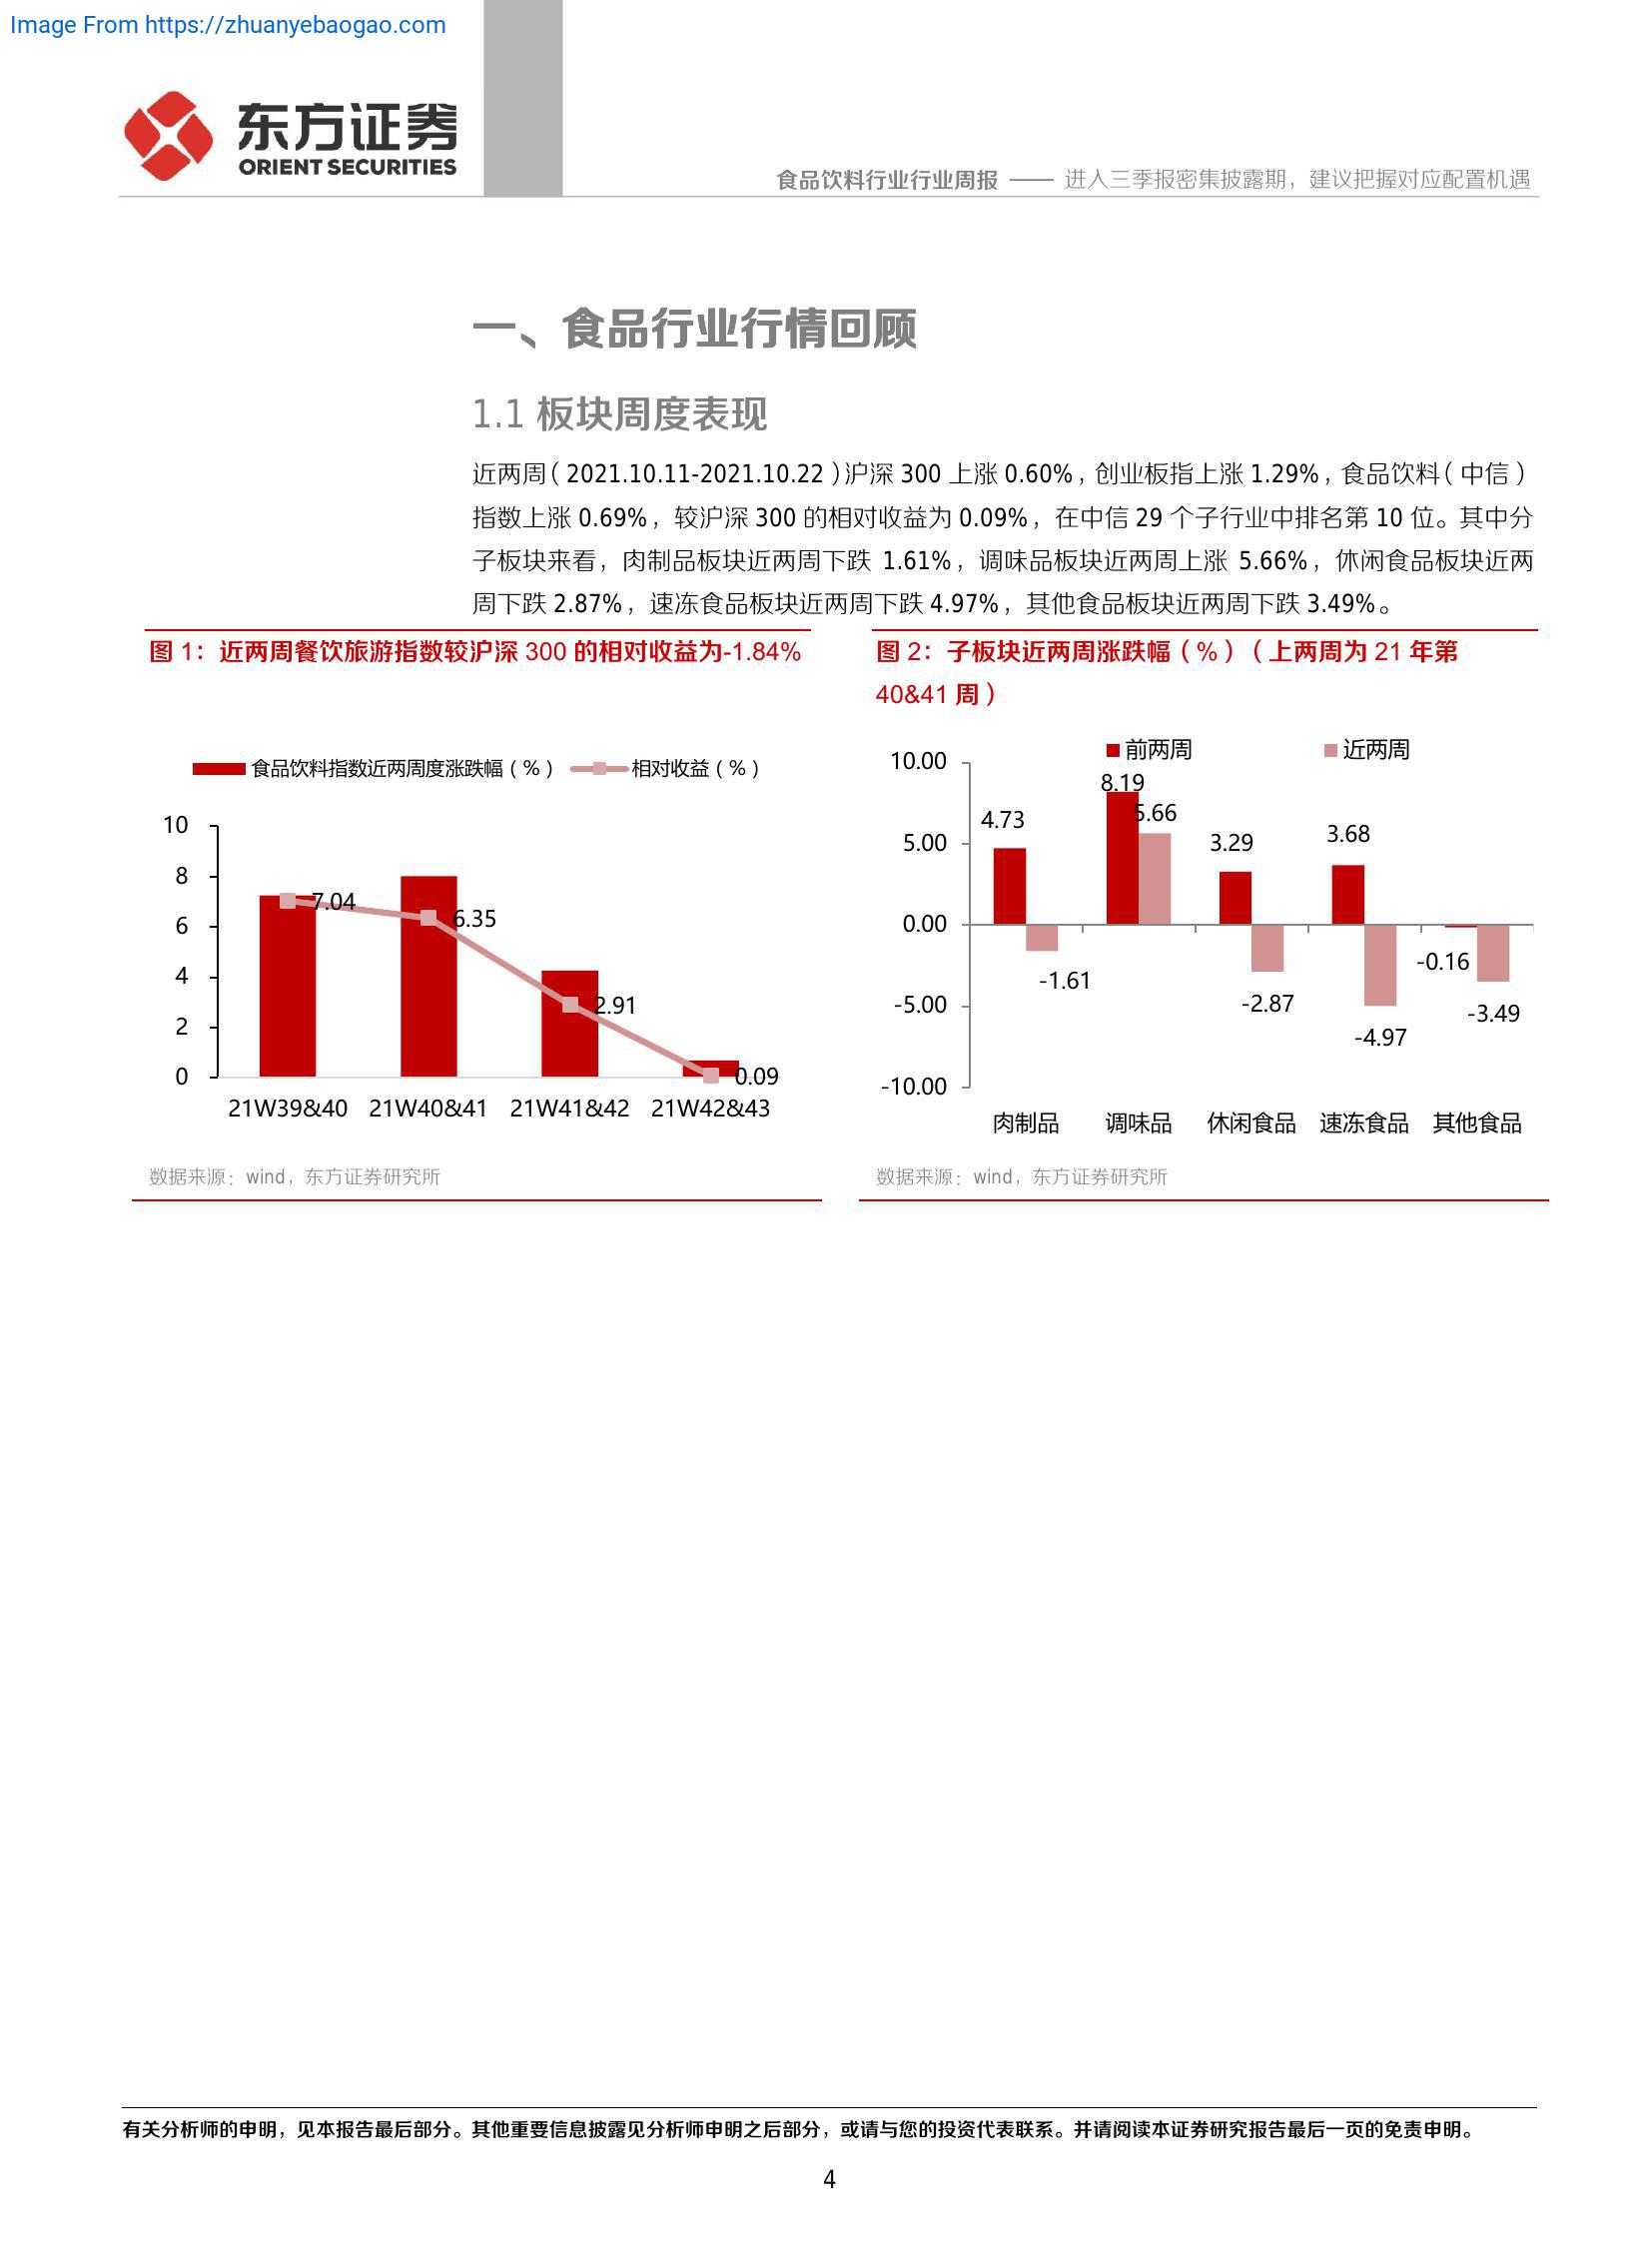 Image From https://zhuanyebaogao.com
东方证券
ORIENT SECURITIES
食品饮料行业行业周报 —— 进入三季报密集披露期，建议把握对应配置机遇
一、食品行业行情回顾
1.1 板块周度表现
近两周（2021.10.11-2021.10.22）沪深 300 上涨 0.60%，创业板指上涨 1.29%，食品饮料（中信）
指数上涨 0.69%，较沪深 300 的相对收益为 0.09%，在中信 29 个子行业中排名第 10 位。其中分
子板块来看，肉制品板块近两周下跌 1.61%，调味品板块近两周上涨 5.66%，休闲食品板块近两
周下跌 2.87%，速冻食品板块近两周下跌 4.97%，其他食品板块近两周下跌 3.49%。
图 1：近两周餐饮旅游指数较沪深 300 的相对收益为-1.84%
食品饮料指数近两周度涨跌幅（%） 相对收益（%）
10
8
6
4
2
0
7.04
6.35
2.91
0.09
21W39&40 21W40&41 21W41&42 21W42&43
数据来源：wind，东方证券研究所
图 2：子板块近两周涨跌幅（%）（上两周为 21 年第
40&41 周）
前两周 近两周
10.00
5.00
0.00
-5.00
-10.00
4.73
8.19
5.66
3.29
3.68
-1.61
-2.87
-4.97
-0.16
-3.49
肉制品 调味品 休闲食品 速冻食品 其他食品
数据来源：wind，东方证券研究所
有关分析师的申明，见本报告最后部分。其他重要信息披露见分析师申明之后部分，或请与您的投资代表联系。并请阅读本证券研究报告最后一页的免责申明。
4